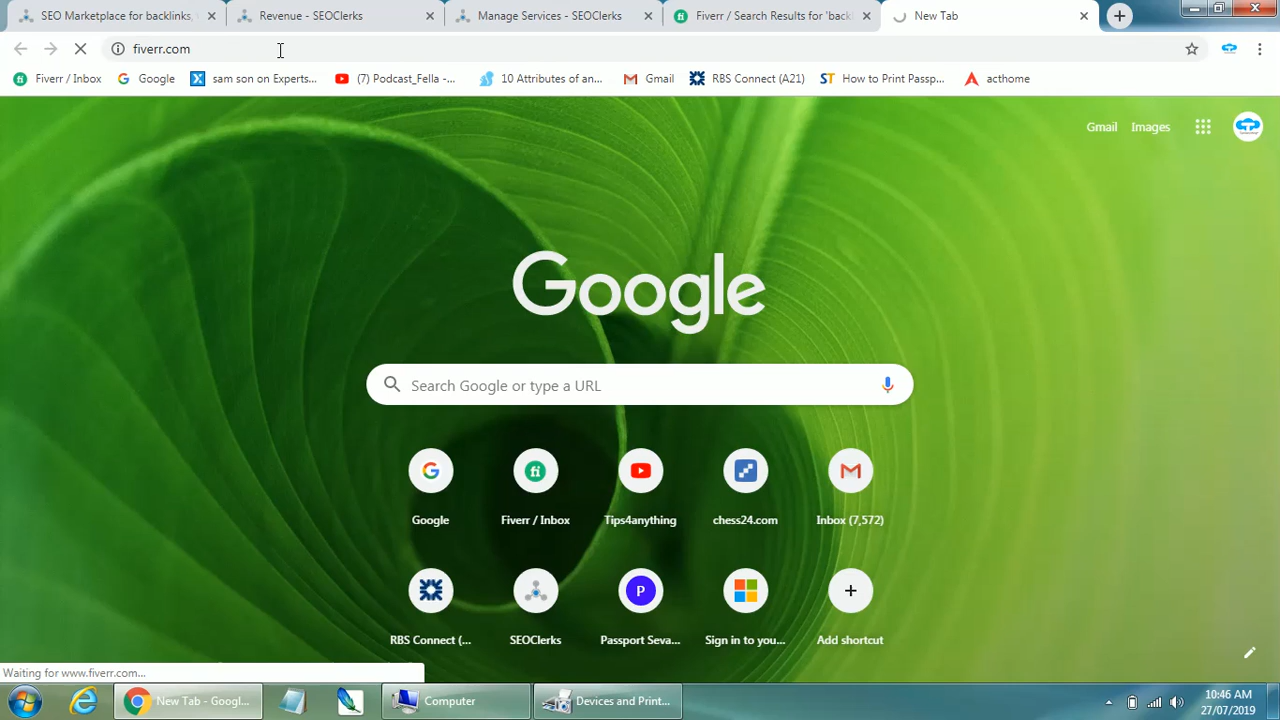 SEO Marketplace for backlinks,
Revenue - SEOClerks
Manage Services - SEOClerks
Fiverr / Search Results for 'back
New Tab
fiverr.com
Fiverr / Inbox
Google
sam son on Experts...
(7) Podcast_Fella -...
10 Attributes of an...
Gmail
RBS Connect (A21)
How to Print Passp...
acthome
Gmail
Images
Google
Search Google or type a URL
Google
Fiverr / Inbox
Tips4anything
chess24.com
Inbox (7,572)
RBS Connect (...
SEOClerks
Passport Seva...
Sign in to you...
Add shortcut
Waiting for www.fiverr.com...
New Tab - Googl...
Computer
Devices and Print...
10:46 AM
27/07/2019